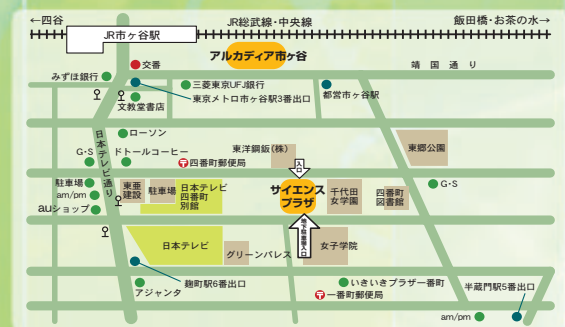 ←四谷
JR総武線・中央線
飯田橋・お茶の水→
JR市ヶ谷駅
アルカディア市ヶ谷
交番
靖国通り
みずほ銀行
三菱東京UFJ銀行
都営市ヶ谷駅
東京メトロ市ヶ谷駅3番出口
文教堂書店
日本テレビ通り
ローソン
G・S
ドトールコーヒー
四番町郵便局
東洋鋼鈑(株)
入口
東郷公園
駐車場
am/pm
auショップ
東亜
建設
駐車場
日本テレビ
四番町
別館
サイエンス
プラザ
千代田
女学園
四番町
図書館
G・S
地下駐車場入口
日本テレビ
グリーンパレス
女子学院
麹町駅6番出口
アジャンタ
いきいきプラザ一番町
一番町郵便局
半蔵門駅5番出口
am/pm